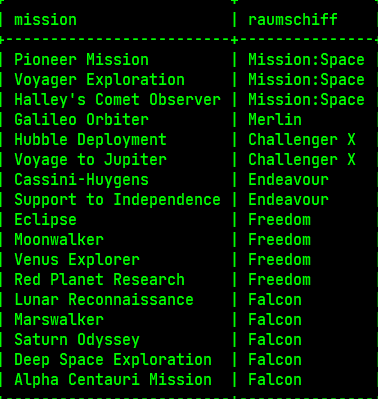 mission | raumschiff
Pioneer Mission | Mission:Space
Voyager Exploration | Mission:Space
Halley's Comet Observer | Mission:Space
Galileo Orbiter | Merlin
Hubble Deployment | Challenger X
Voyage to Jupiter | Challenger X
Cassini-Huygens | Endeavour
Support to Independence | Endeavour
Eclipse | Freedom
Moonwalker | Freedom
Venus Explorer | Freedom
Red Planet Research | Freedom
Lunar Reconnaissance | Falcon
Marswalker | Falcon
Saturn Odyssey | Falcon
Deep Space Exploration | Falcon
Alpha Centauri Mission | Falcon